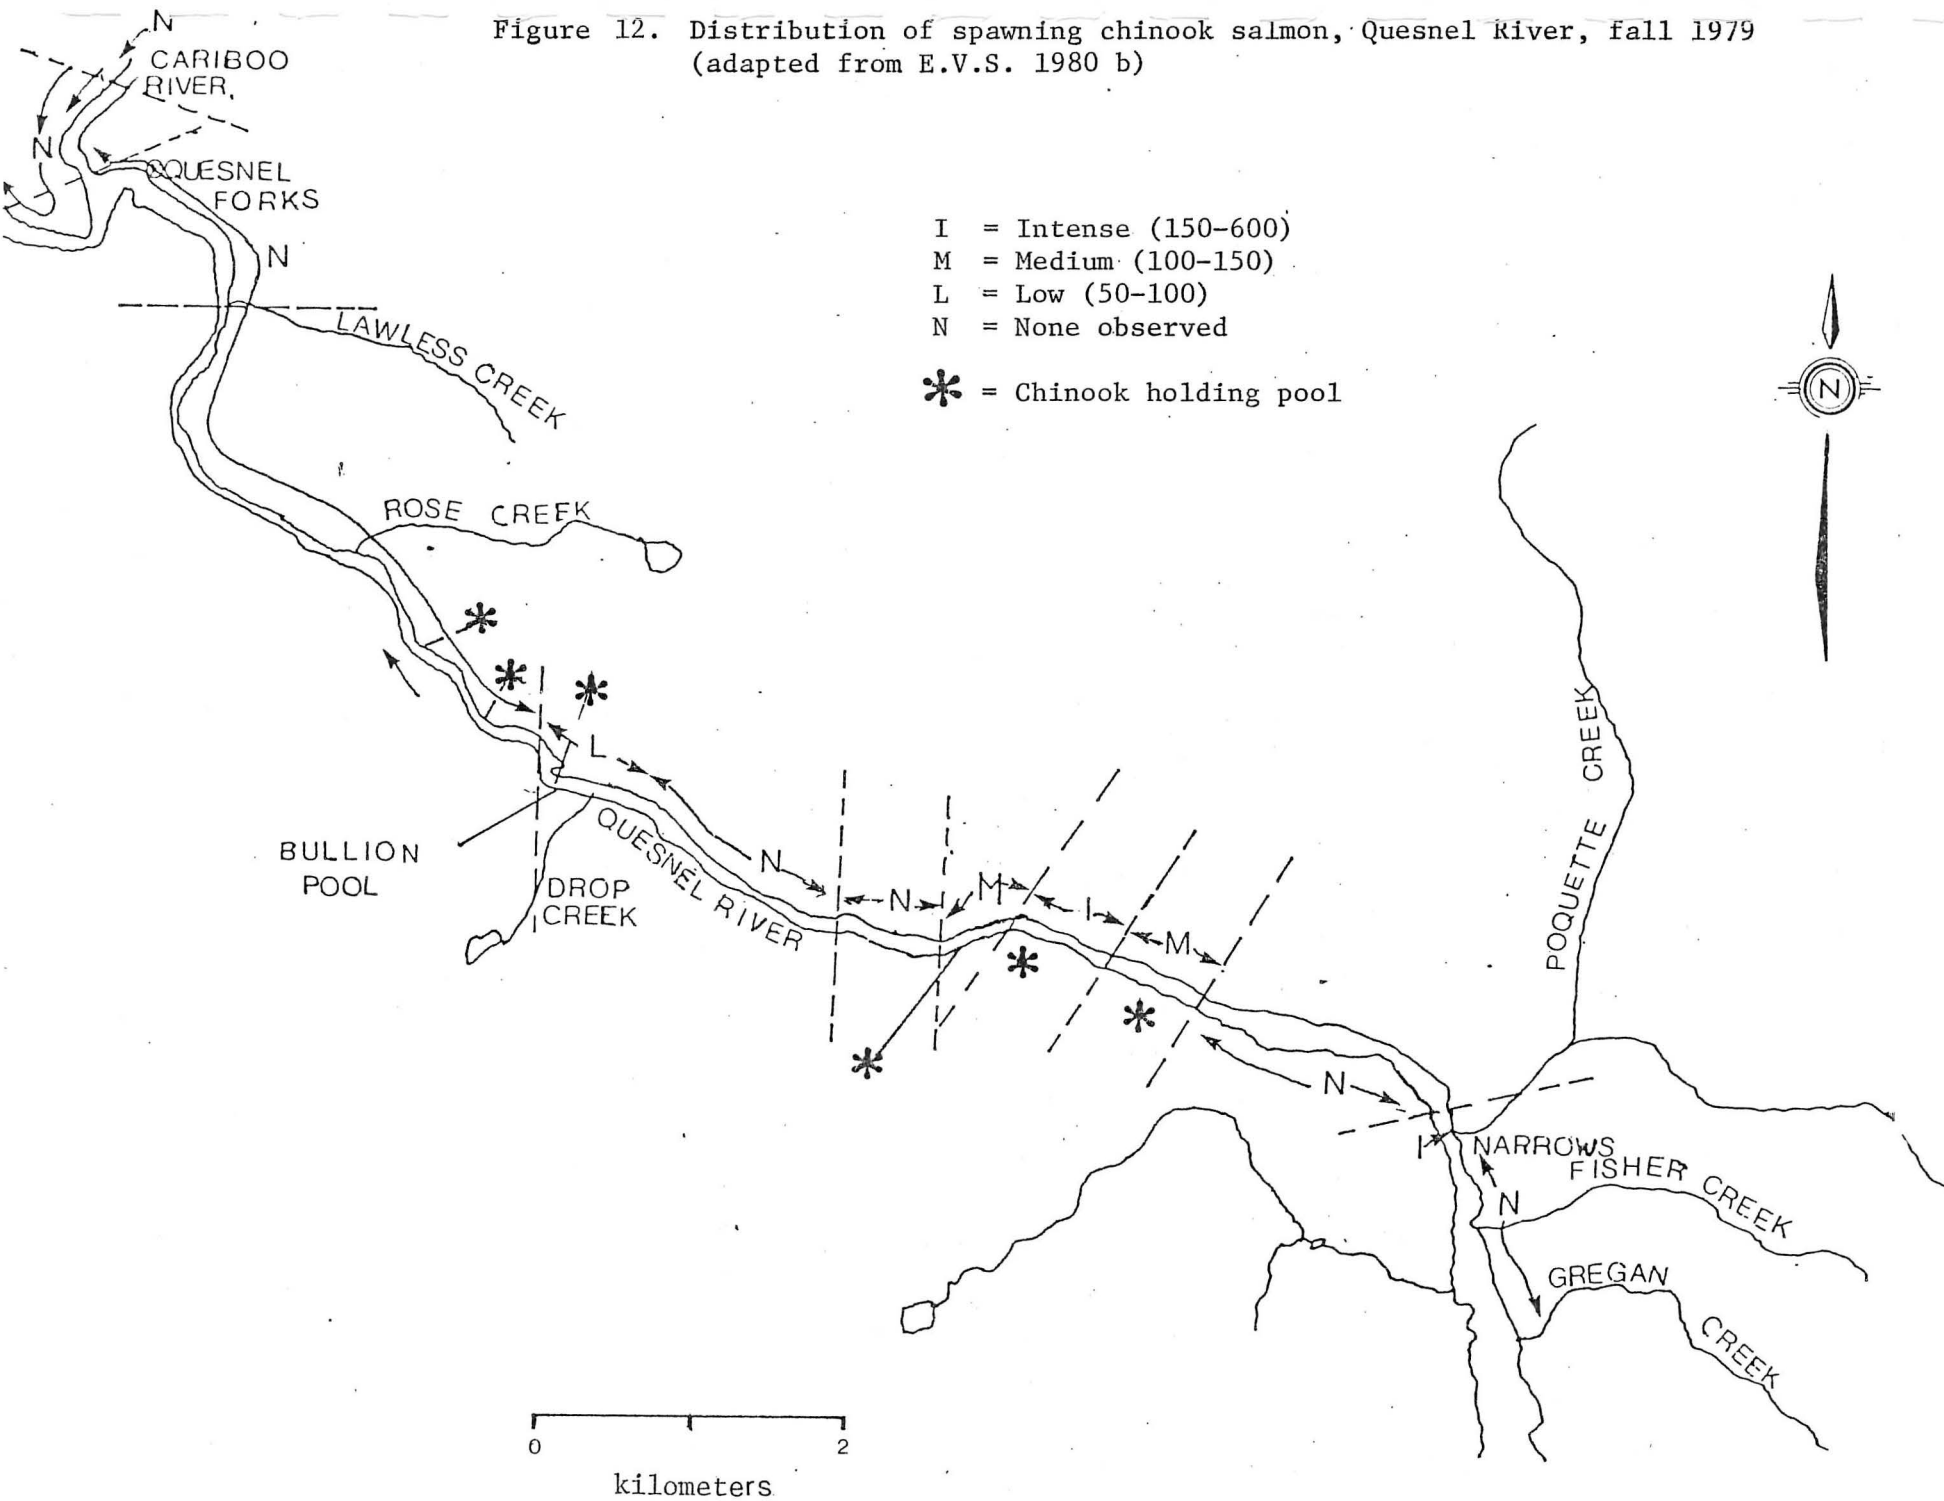 Figure 12. Distribution of spawning chinook salmon, Quesnel River, fall 1979
(adapted from E.V.S. 1980 b)
N
CARIBOO
RIVER
N
QUESNEL
FORKS
N
I = Intense (150-600)
M = Medium (100-150)
L = Low (50-100)
N = None observed
* = Chinook holding pool
N
LAWLESS CREEK
ROSE CREEK
POQUETTE CREEK
L
BULLION
POOL
DROP
CREEK
QUESNEL RIVER
N
N
M
I
M
N
I
NARROWS
FISHER CREEK
N
GREGAN
CREEK
0 2
kilometers